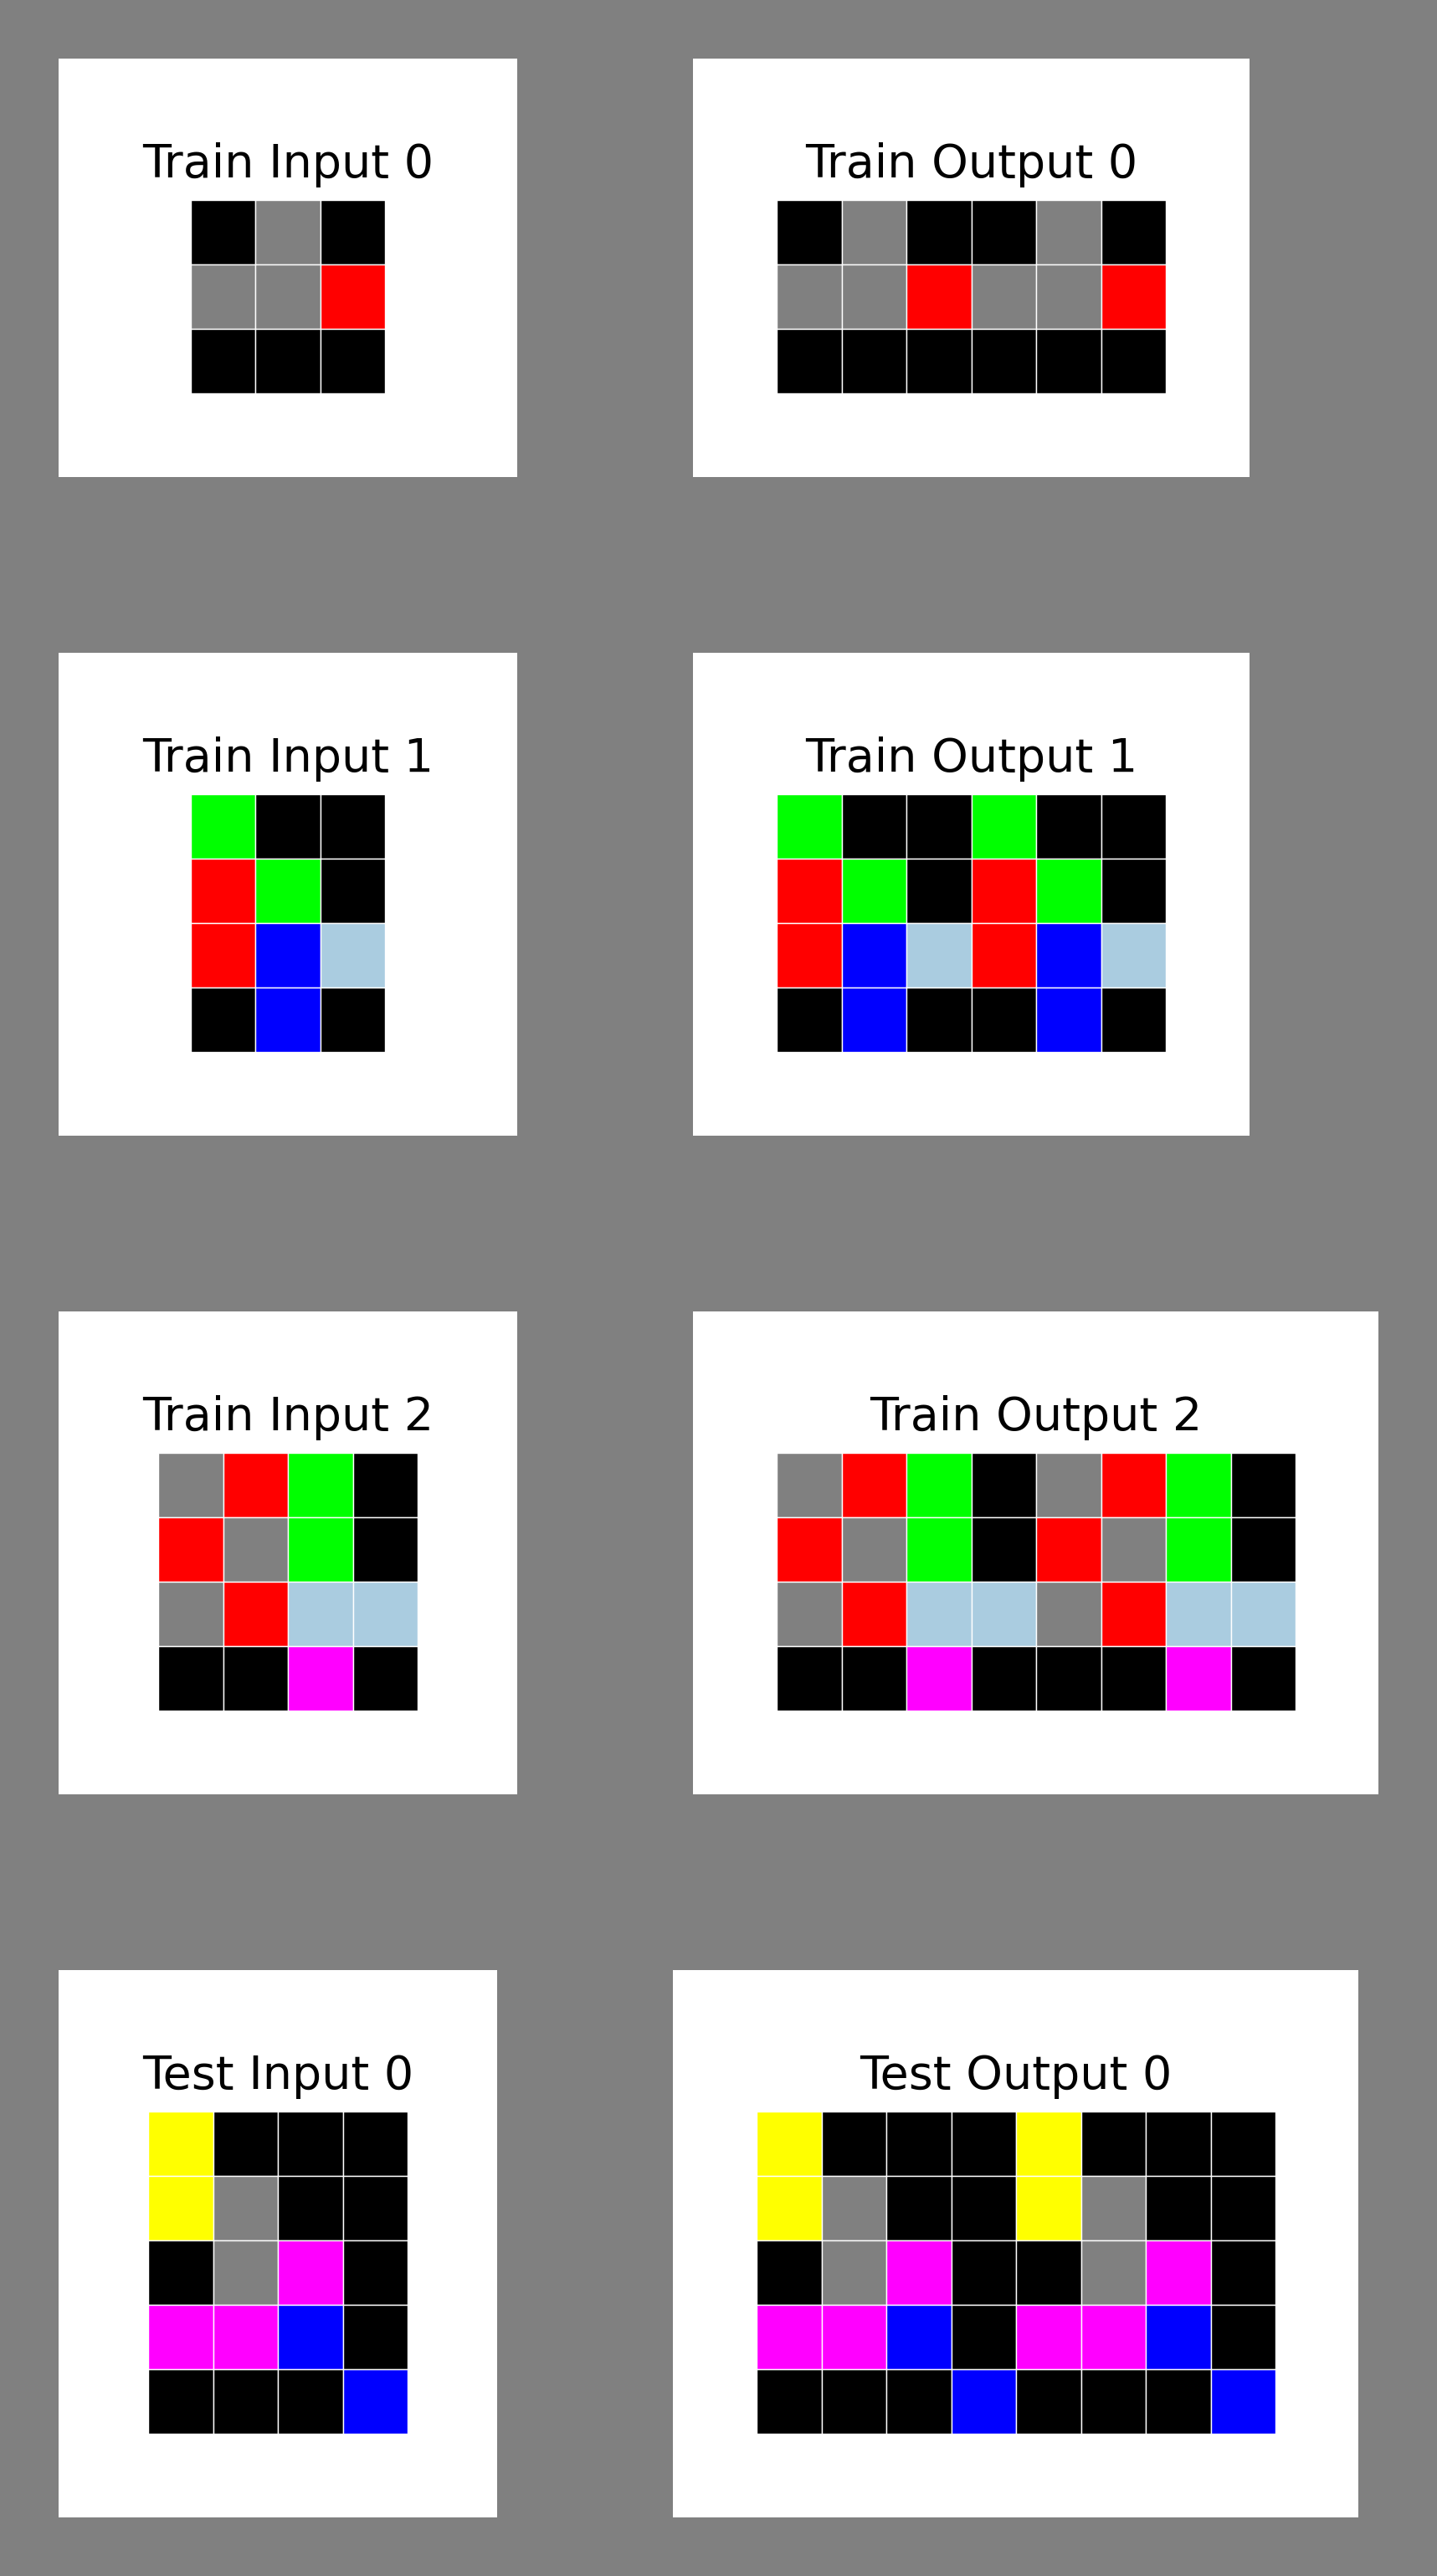 Train Input 0
Train Output 0
Train Input 1
Train Output 1
Train Input 2
Train Output 2
Test Input 0
Test Output 0